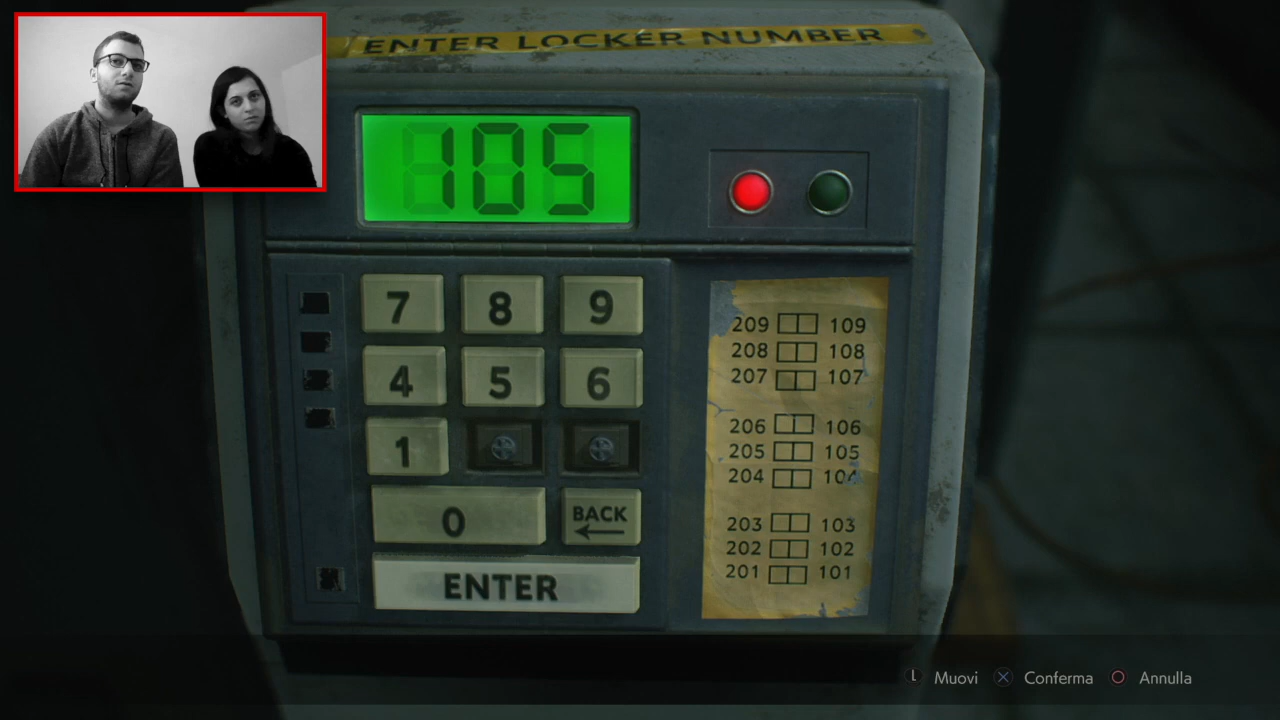 ENTER LOCKER NUMBER
105
7 8 9
4 5 6
1
0 BACK
ENTER
209 109
208 108
207 107
206 106
205 105
204 104
203 103
202 102
201 101
L Muovi Conferma Annulla